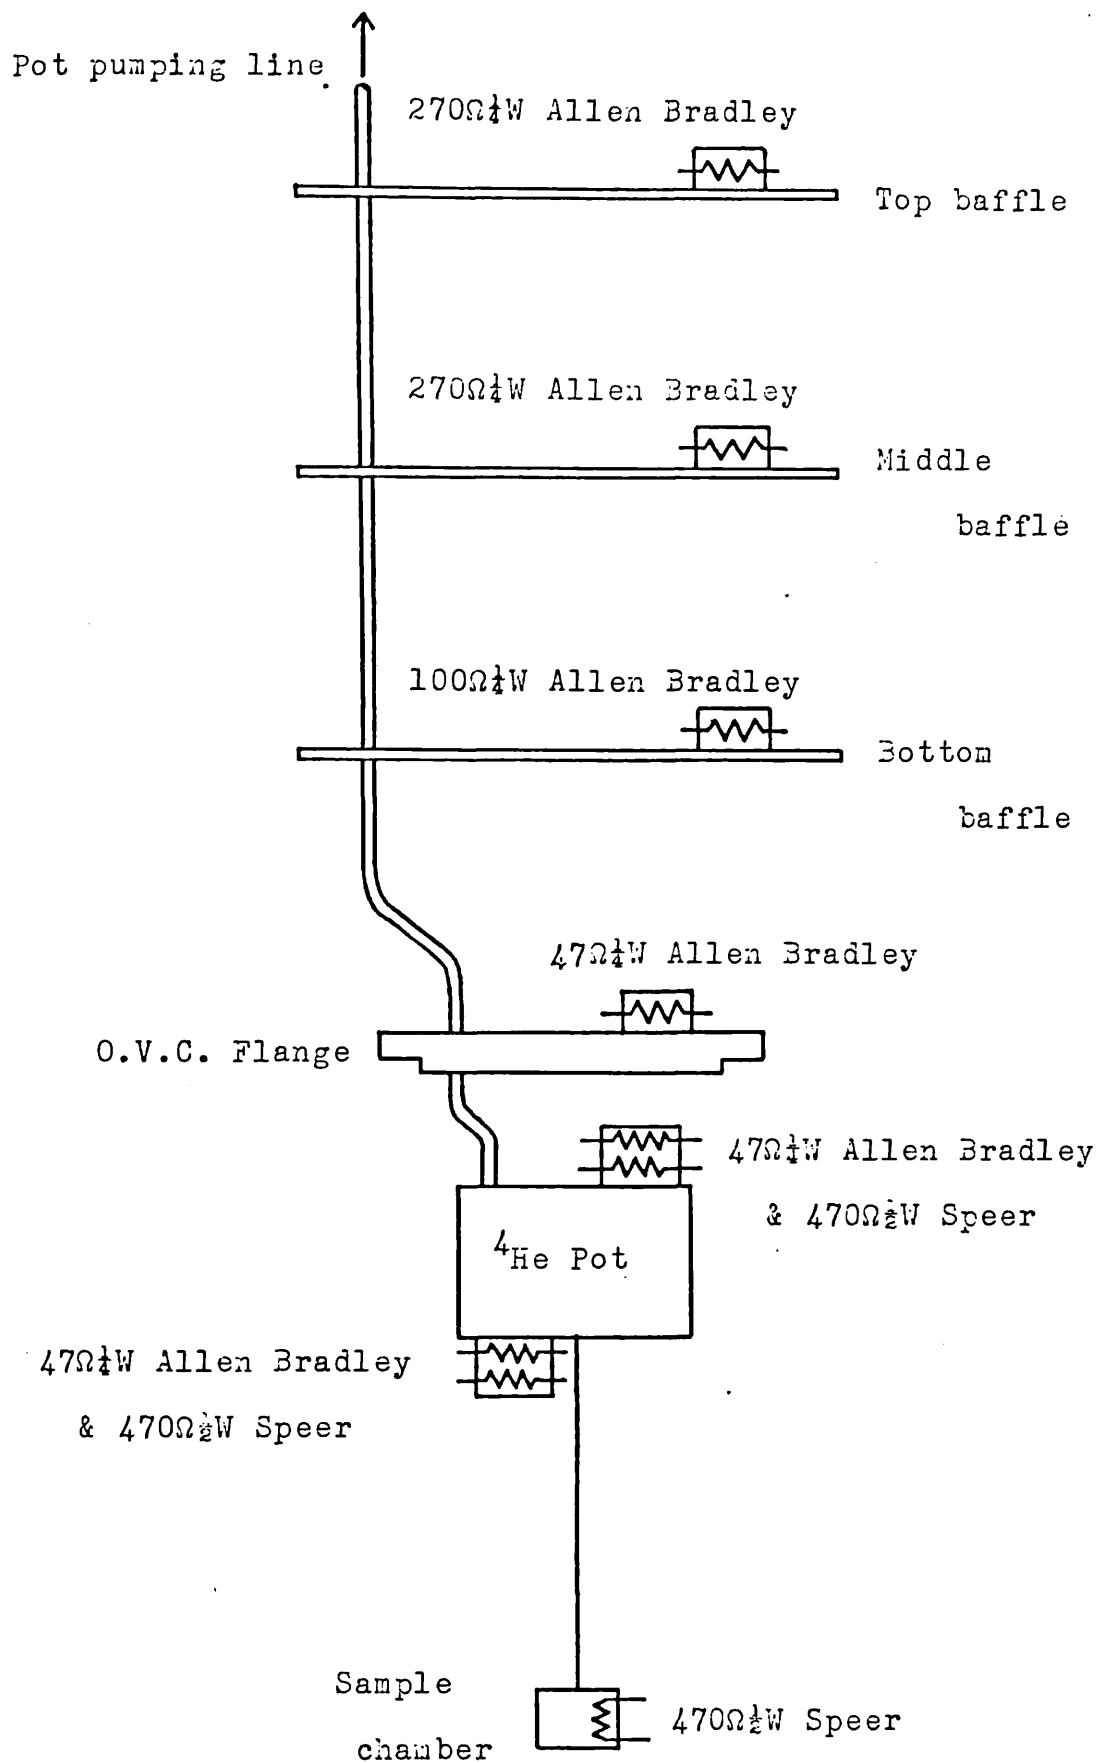 Pot pumping line
270Ω¼W Allen Bradley
Top baffle
270Ω¼W Allen Bradley
Middle
baffle
100Ω¼W Allen Bradley
Bottom
baffle
47Ω¼W Allen Bradley
O.V.C. Flange
47Ω¼W Allen Bradley
& 470Ω½W Speer
⁴He Pot
47Ω¼W Allen Bradley
& 470Ω½W Speer
Sample
chamber
470Ω½W Speer